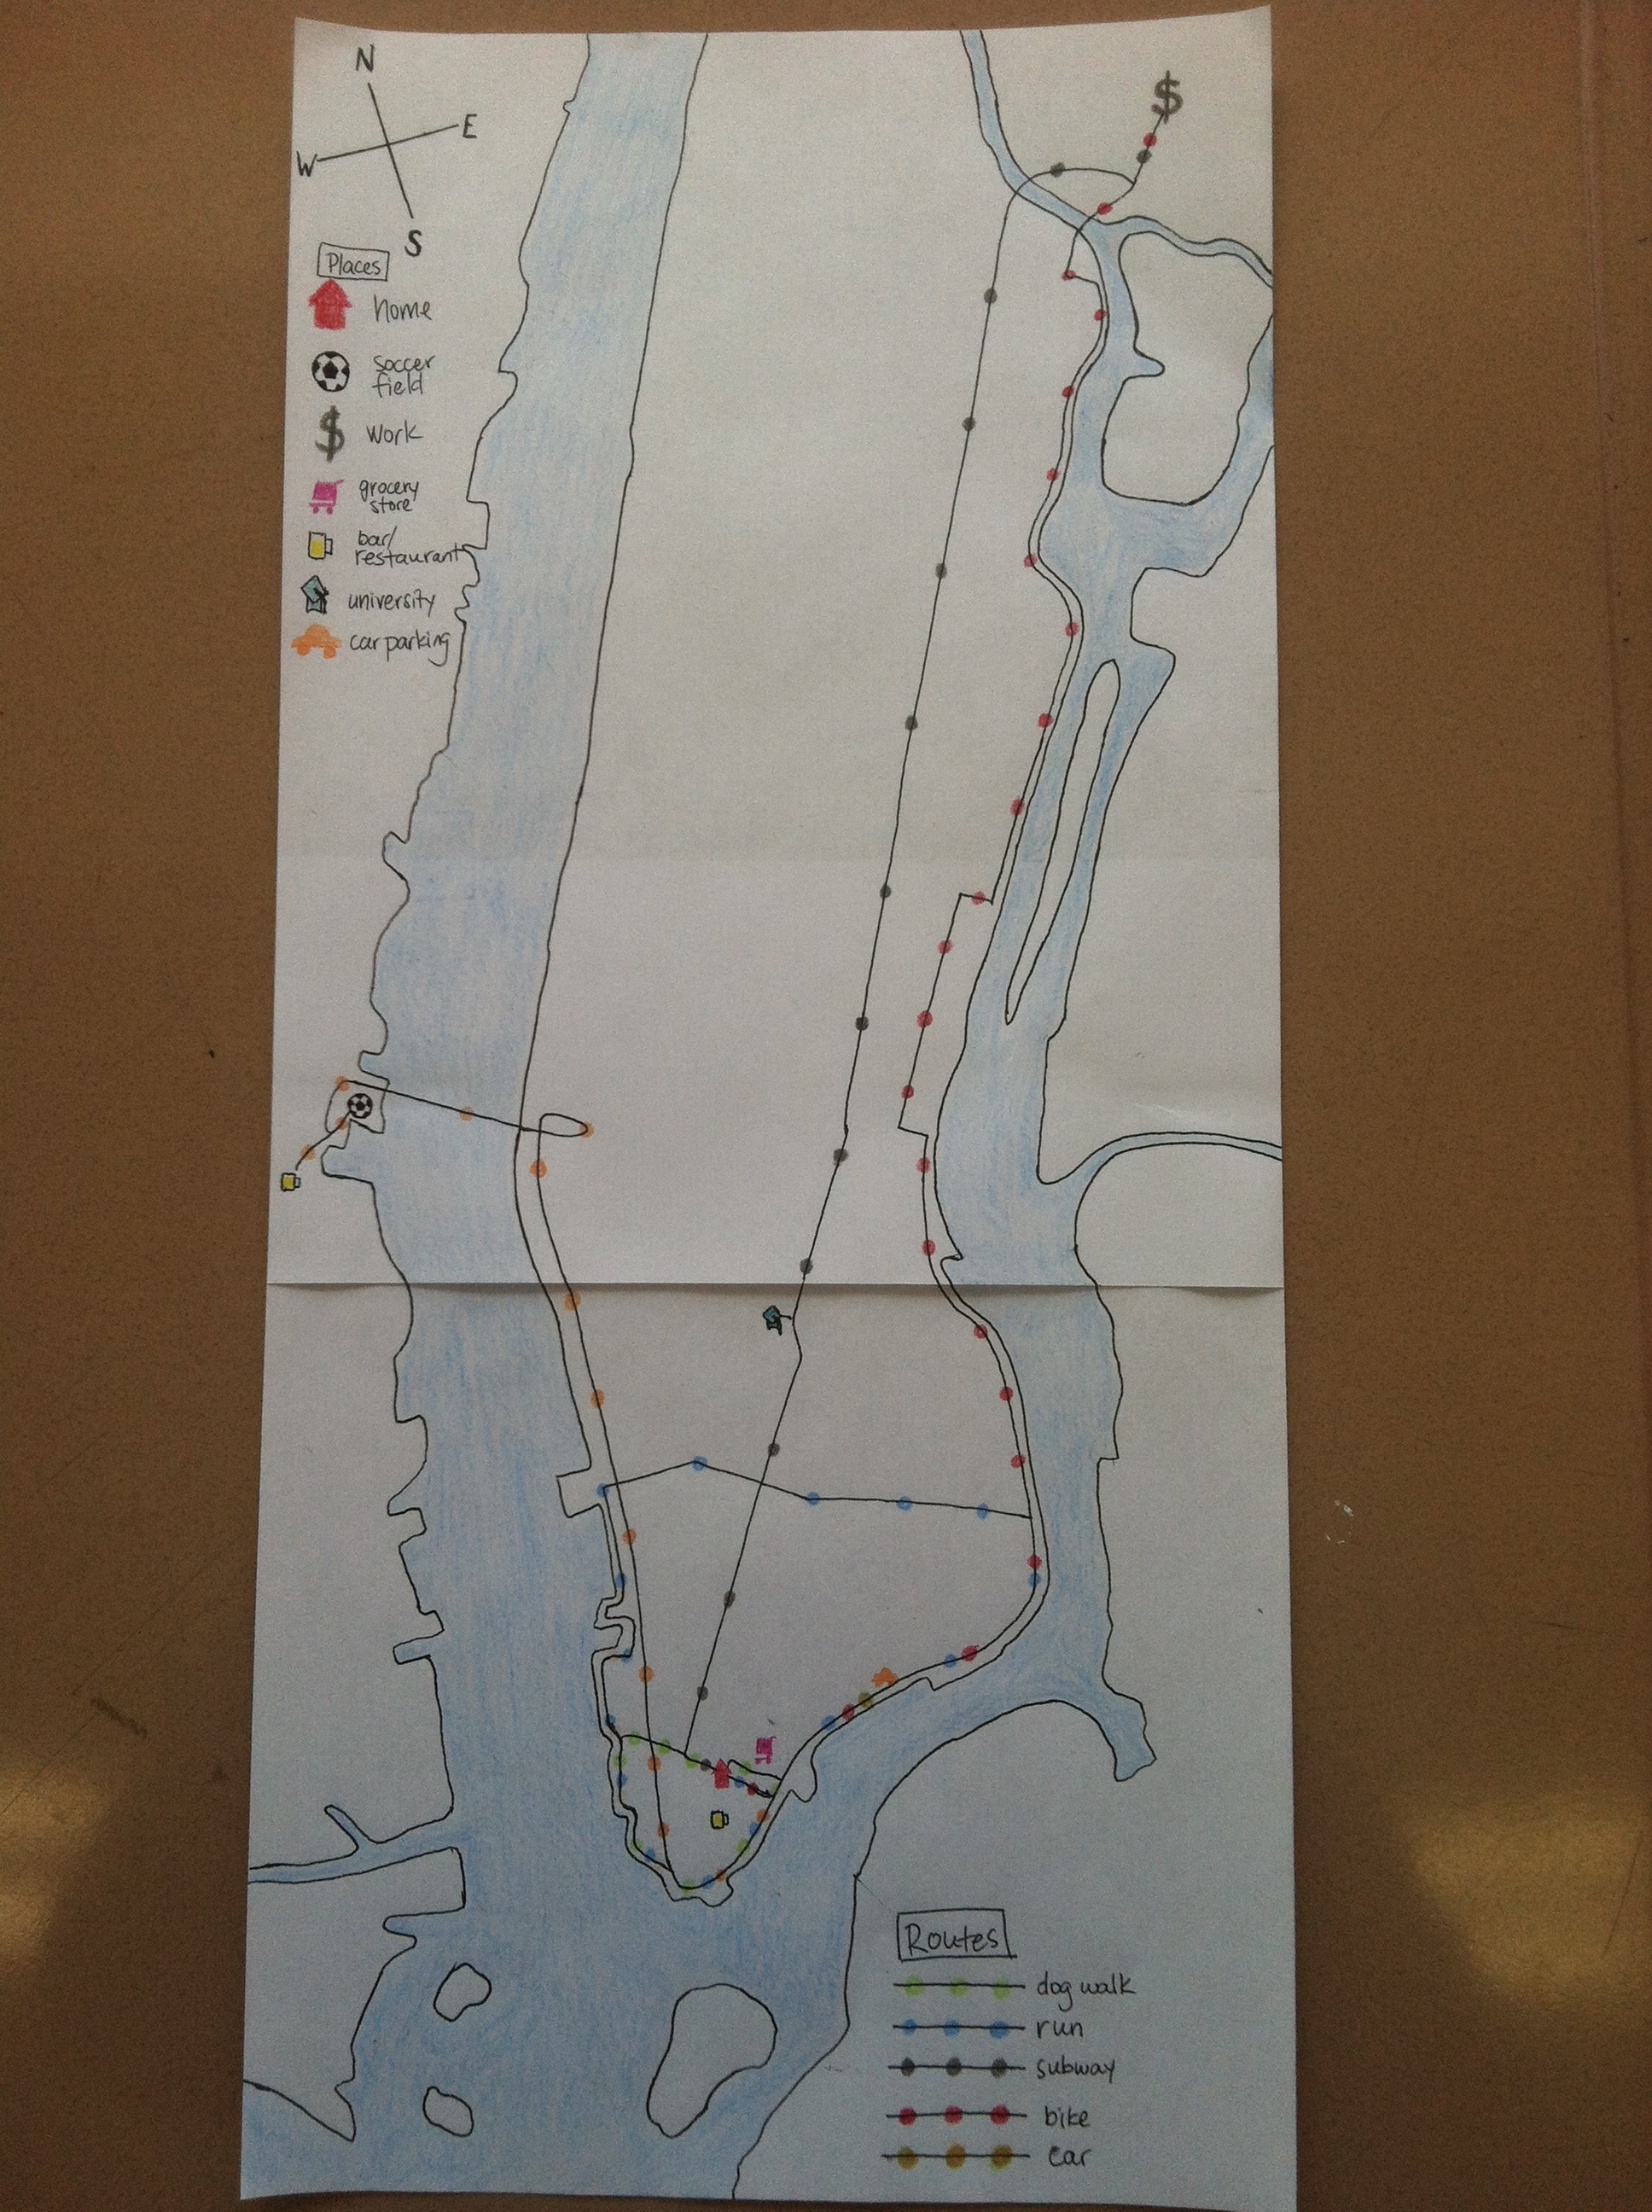 N
E
W
S
Places
home
soccer
field
$ work
grocery
store
bar/
restaurant
university
car parking
$
Routes
dog walk
run
subway
bike
car